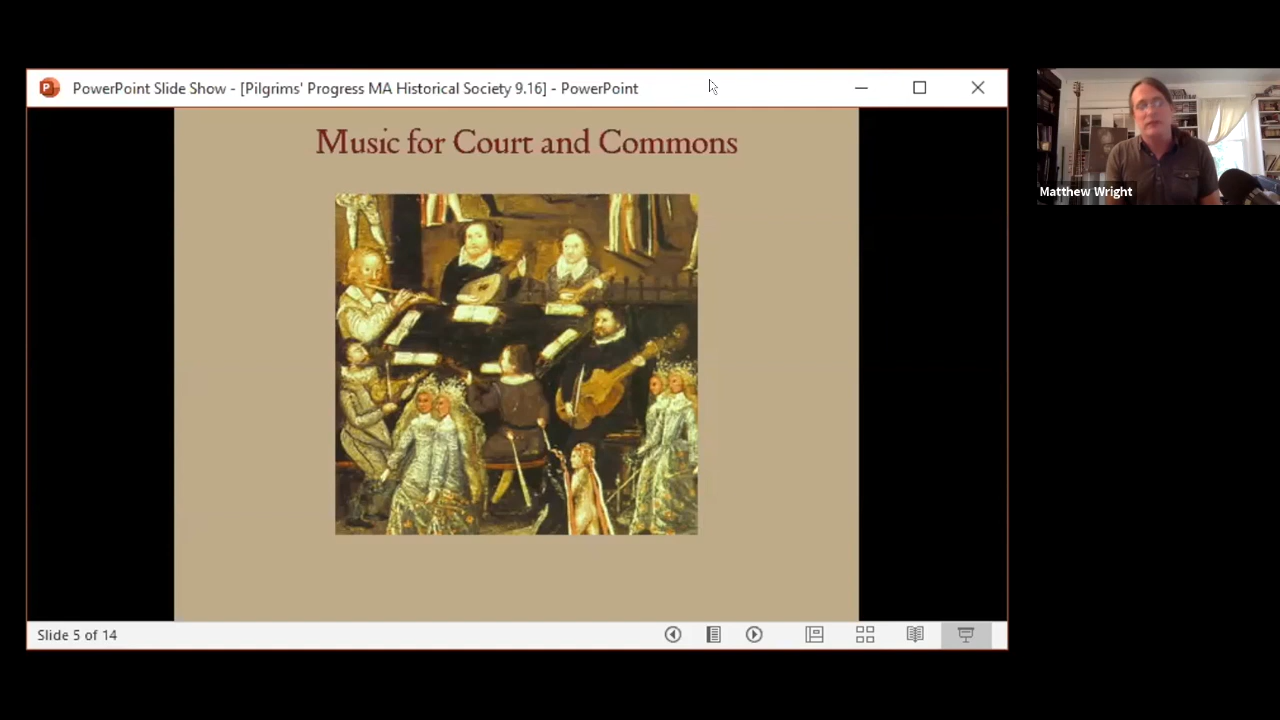 PowerPoint Slide Show - [Pilgrims' Progress MA Historical Society 9.16] - PowerPoint
Music for Court and Commons
Matthew Wright
Slide 5 of 14